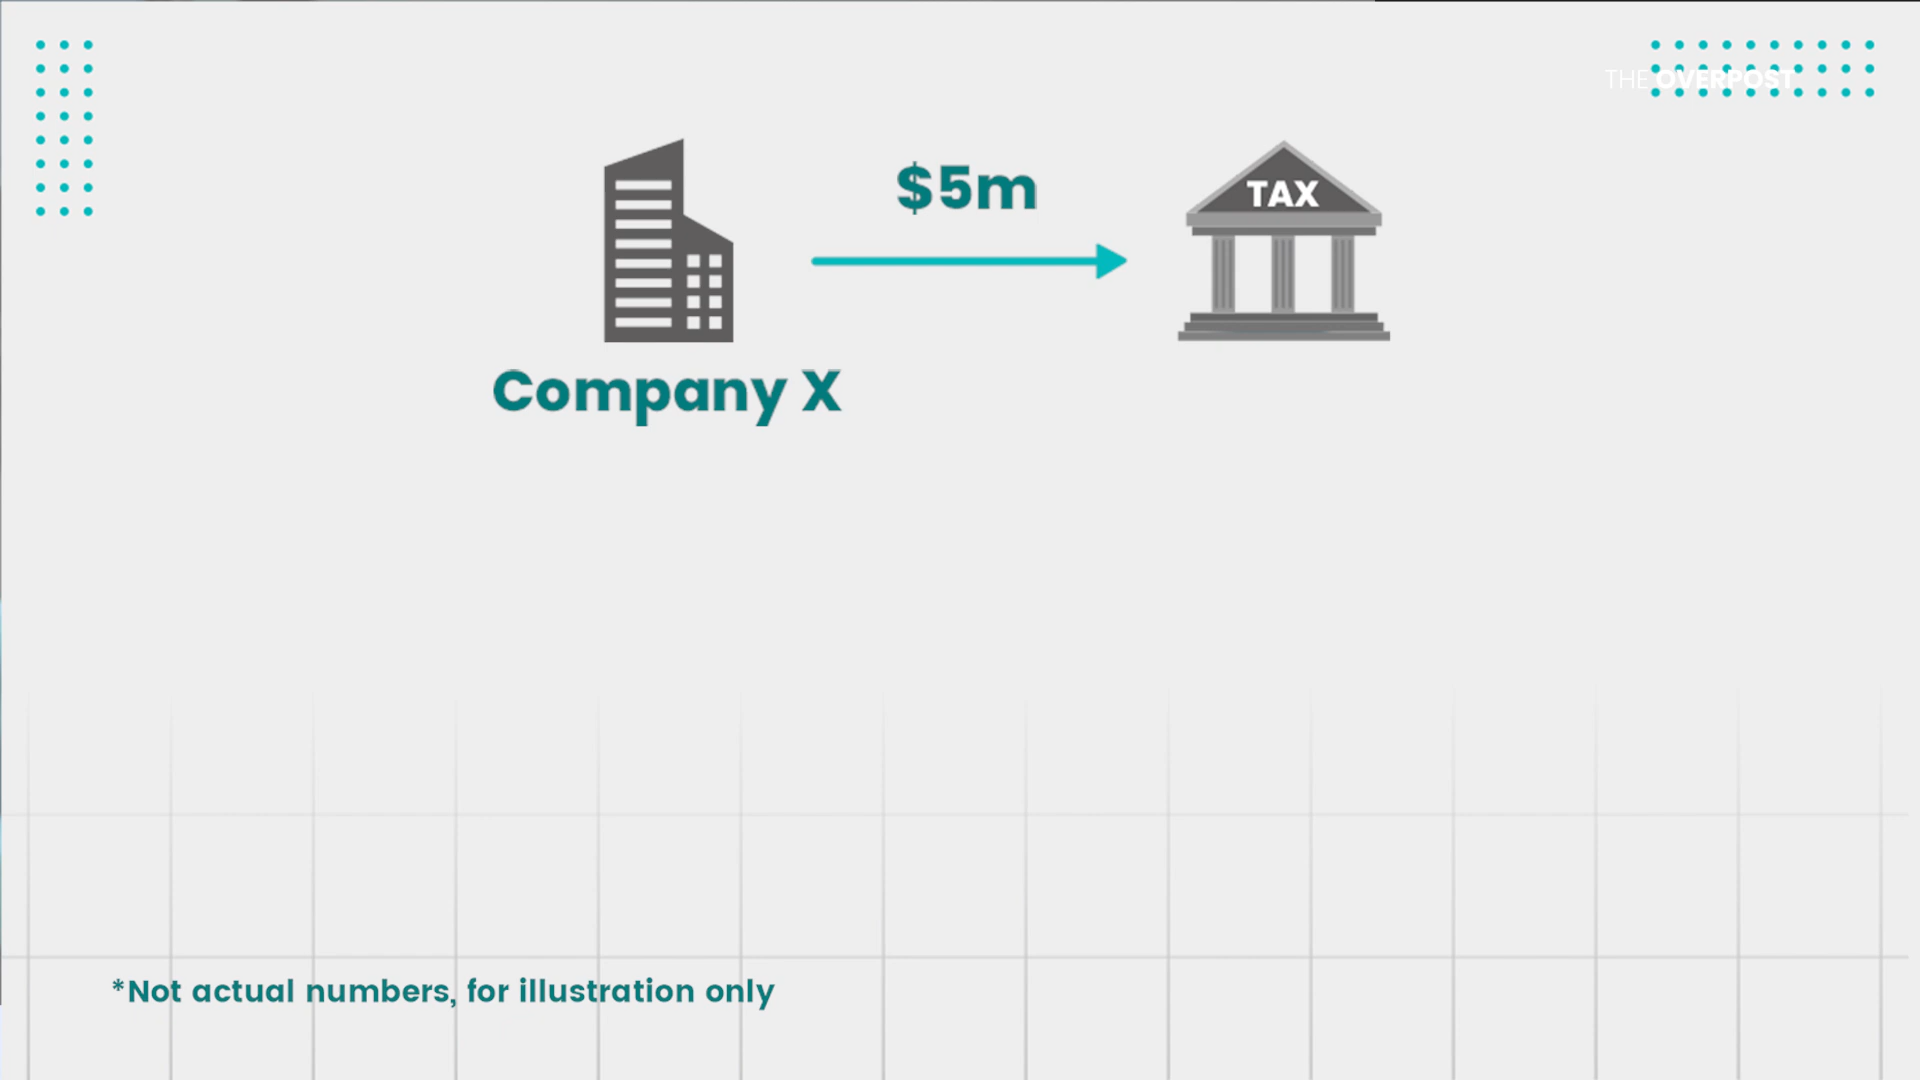 THE OVERPOST
$5m
TAX
Company X
*Not actual numbers, for illustration only